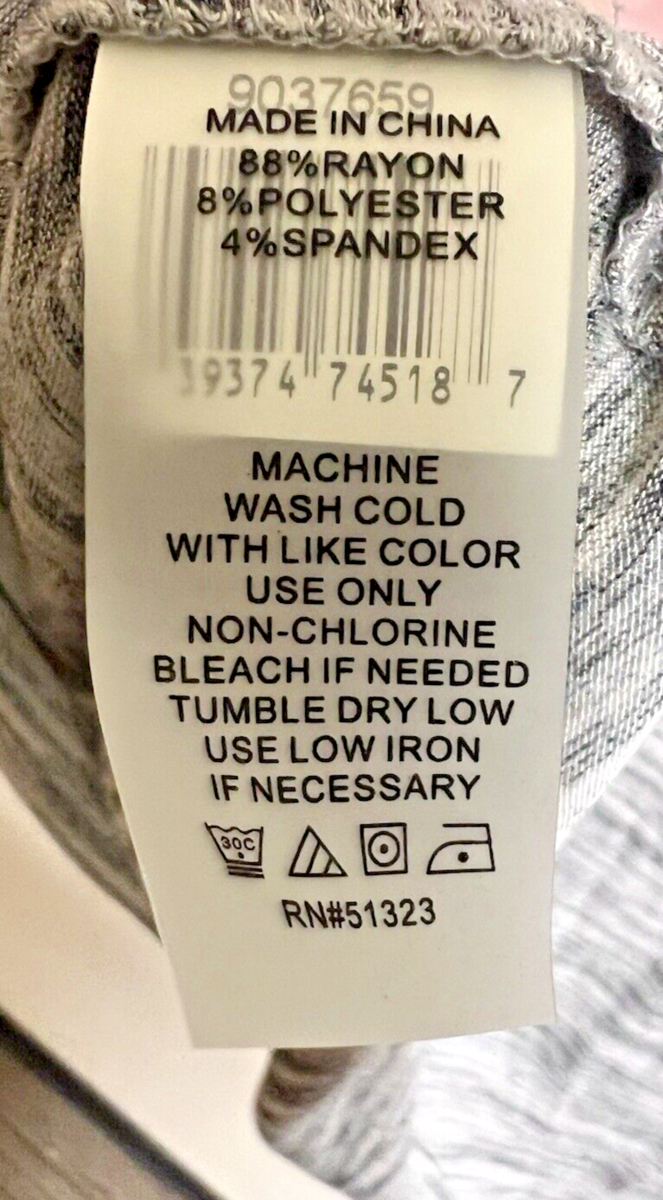 9037659
MADE IN CHINA
88%RAYON
8%POLYESTER
4%SPANDEX
39374 74518 7
MACHINE
WASH COLD
WITH LIKE COLOR
USE ONLY
NON-CHLORINE
BLEACH IF NEEDED
TUMBLE DRY LOW
USE LOW IRON
IF NECESSARY
30C
RN#51323